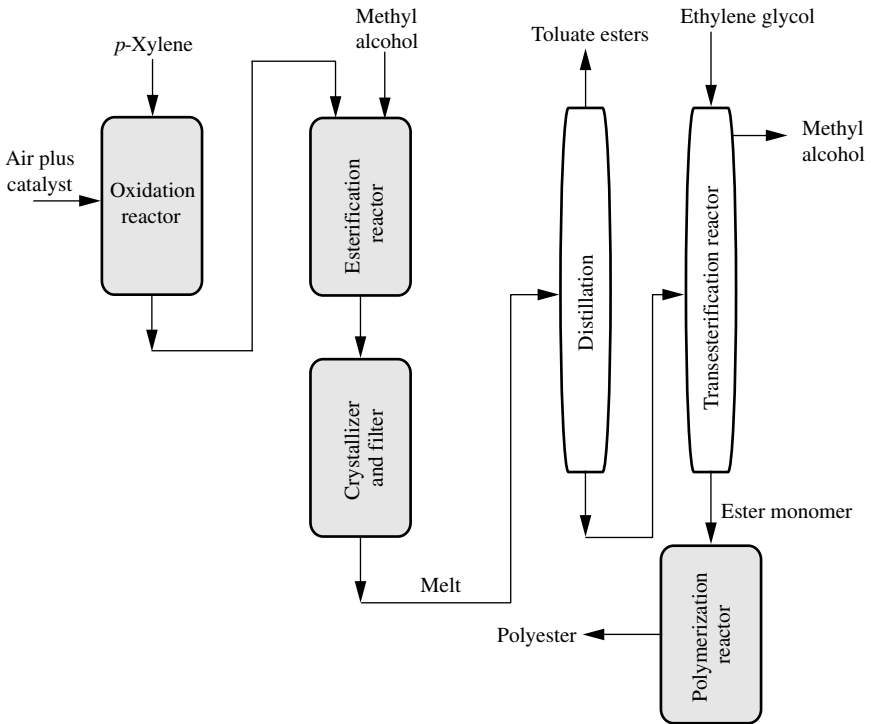 p-Xylene
Air plus
catalyst
Oxidation
reactor
Methyl
alcohol
Esterification
reactor
Crystallizer
and filter
Melt
Toluate esters
Distillation
Ethylene glycol
Methyl
alcohol
Transesterification reactor
Ester monomer
Polymerization
reactor
Polyester